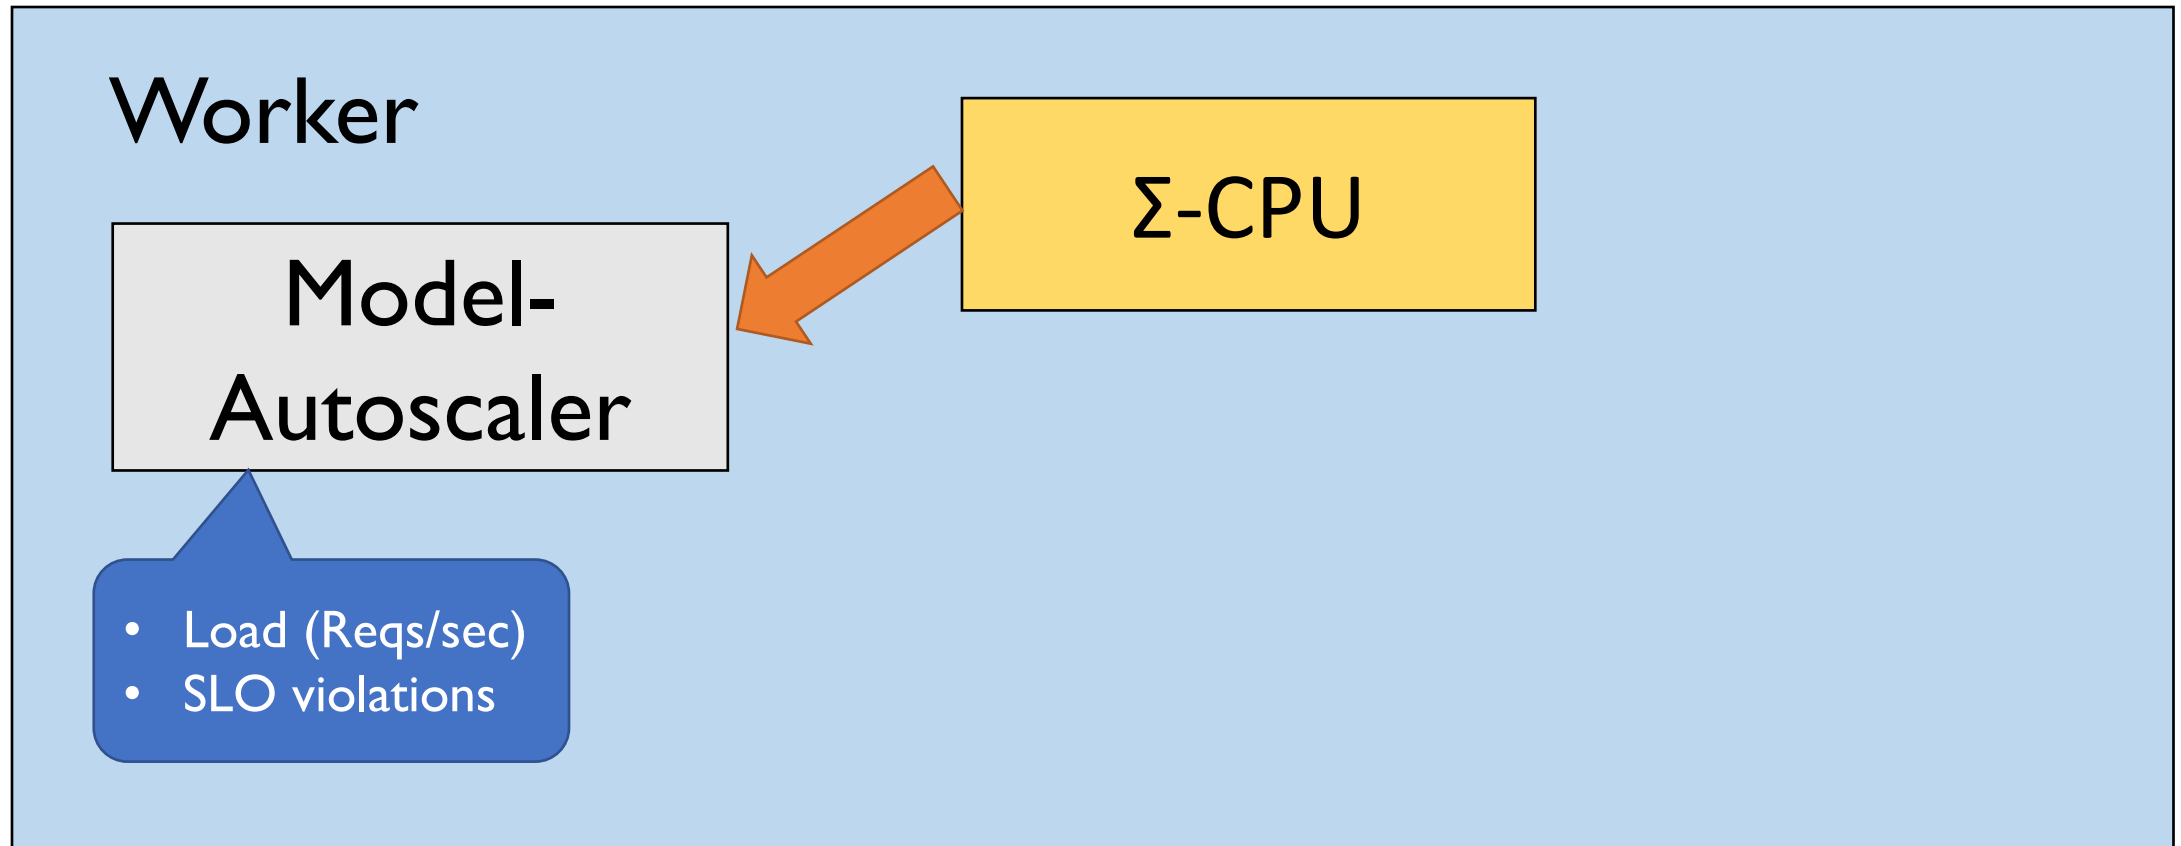 Worker
Σ-CPU
Model-
Autoscaler
• Load (Reqs/sec)
• SLO violations